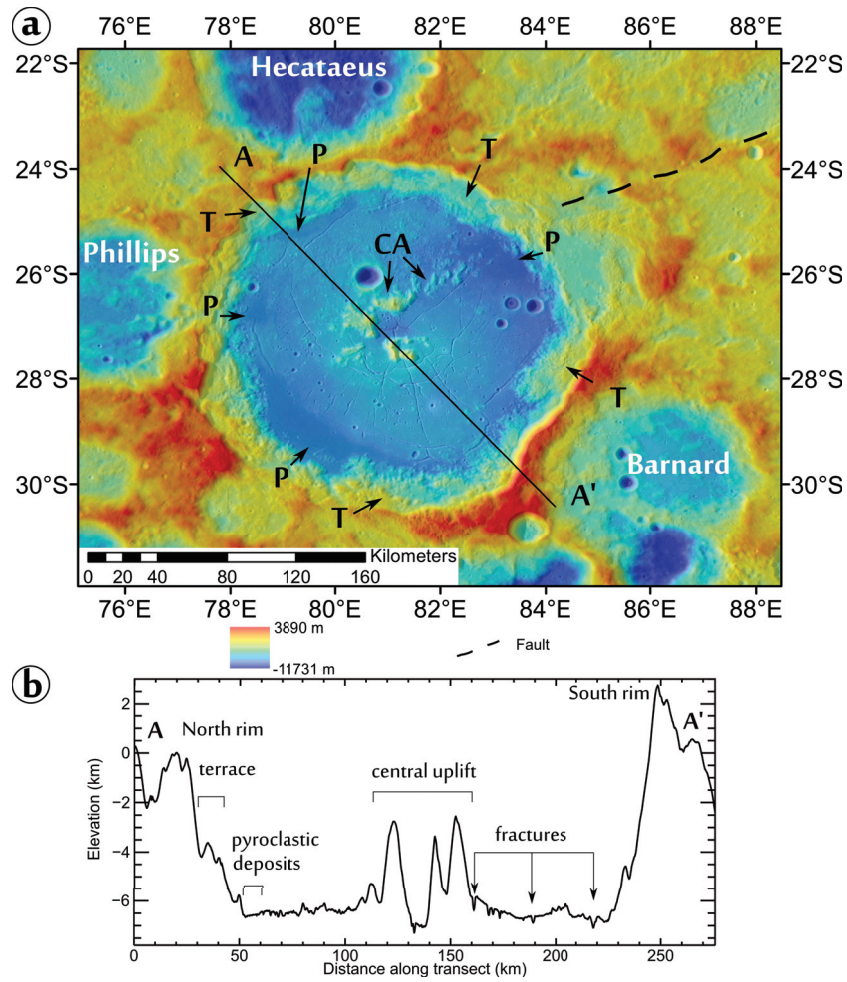 a
76°E 78°E 80°E 82°E 84°E 86°E 88°E
22°S 22°S
Hecataeus
24°S A P T 24°S
T
Phillips CA P
26°S 26°S
P
28°S 28°S
T
Barnard
30°S P A' 30°S
T
Kilometers
0 20 40 80 120 160
76°E 78°E 80°E 82°E 84°E 86°E 88°E
3890 m
-11731 m
Fault
b
South rim
A North rim A'
terrace
central uplift
pyroclastic
deposits
fractures
Elevation (km)
2
0
-2
-4
-6
0 50 100 150 200 250
Distance along transect (km)